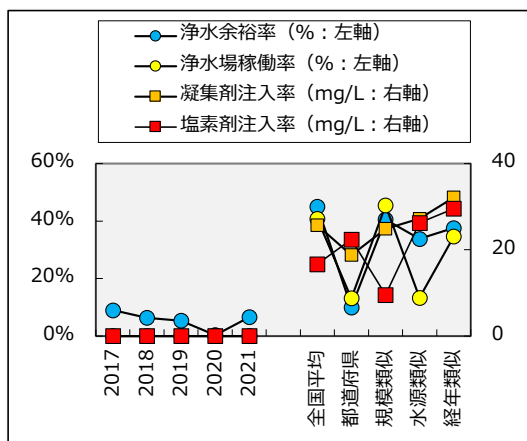 浄水余裕率（%：左軸）
浄水場稼働率（%：左軸）
凝集剤注入率（mg/L：右軸）
塩素剤注入率（mg/L：右軸）
60% 40
40%
20 20%
0% 0
2017 2018 2019 2020 2021 全国平均 都道府県 規模類似 水源類似 経年類似